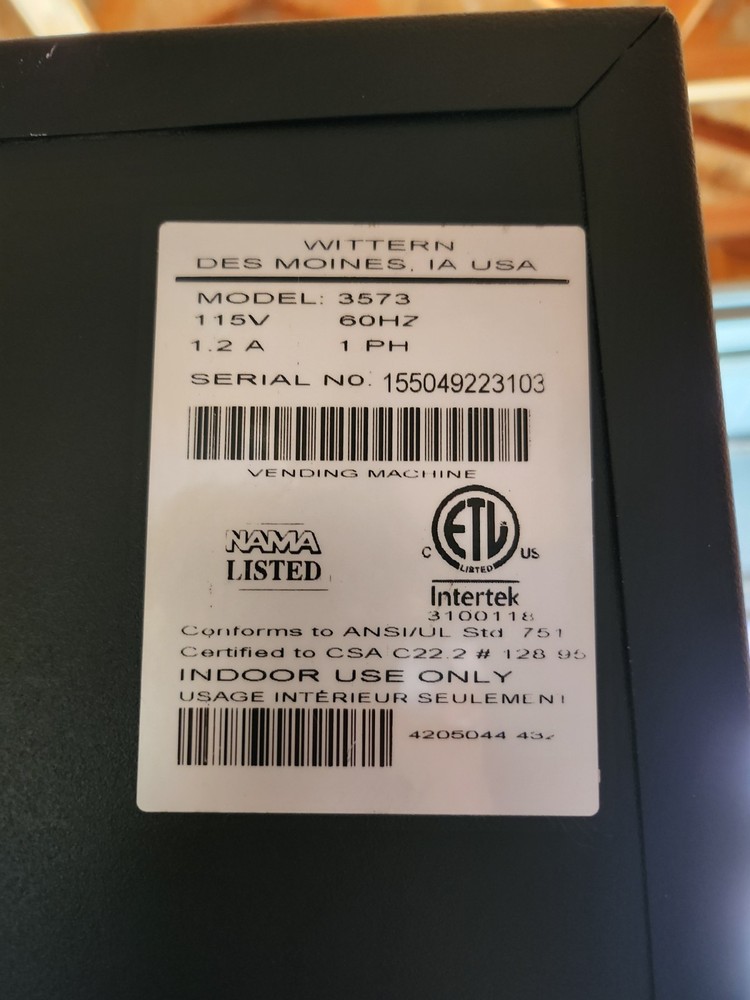 WITTERN
DES MOINES, IA USA
MODEL: 3573
115V 60HZ
1.2 A 1 PH
SERIAL NO. 155049223103
VENDING MACHINE
NAMA
LISTED
ETL
C US
LISTED
Intertek
3100118
Conforms to ANSI/UL Std 751
Certified to CSA C22.2 # 128 95
INDOOR USE ONLY
USAGE INTÉRIEUR SEULEMENT
4205044